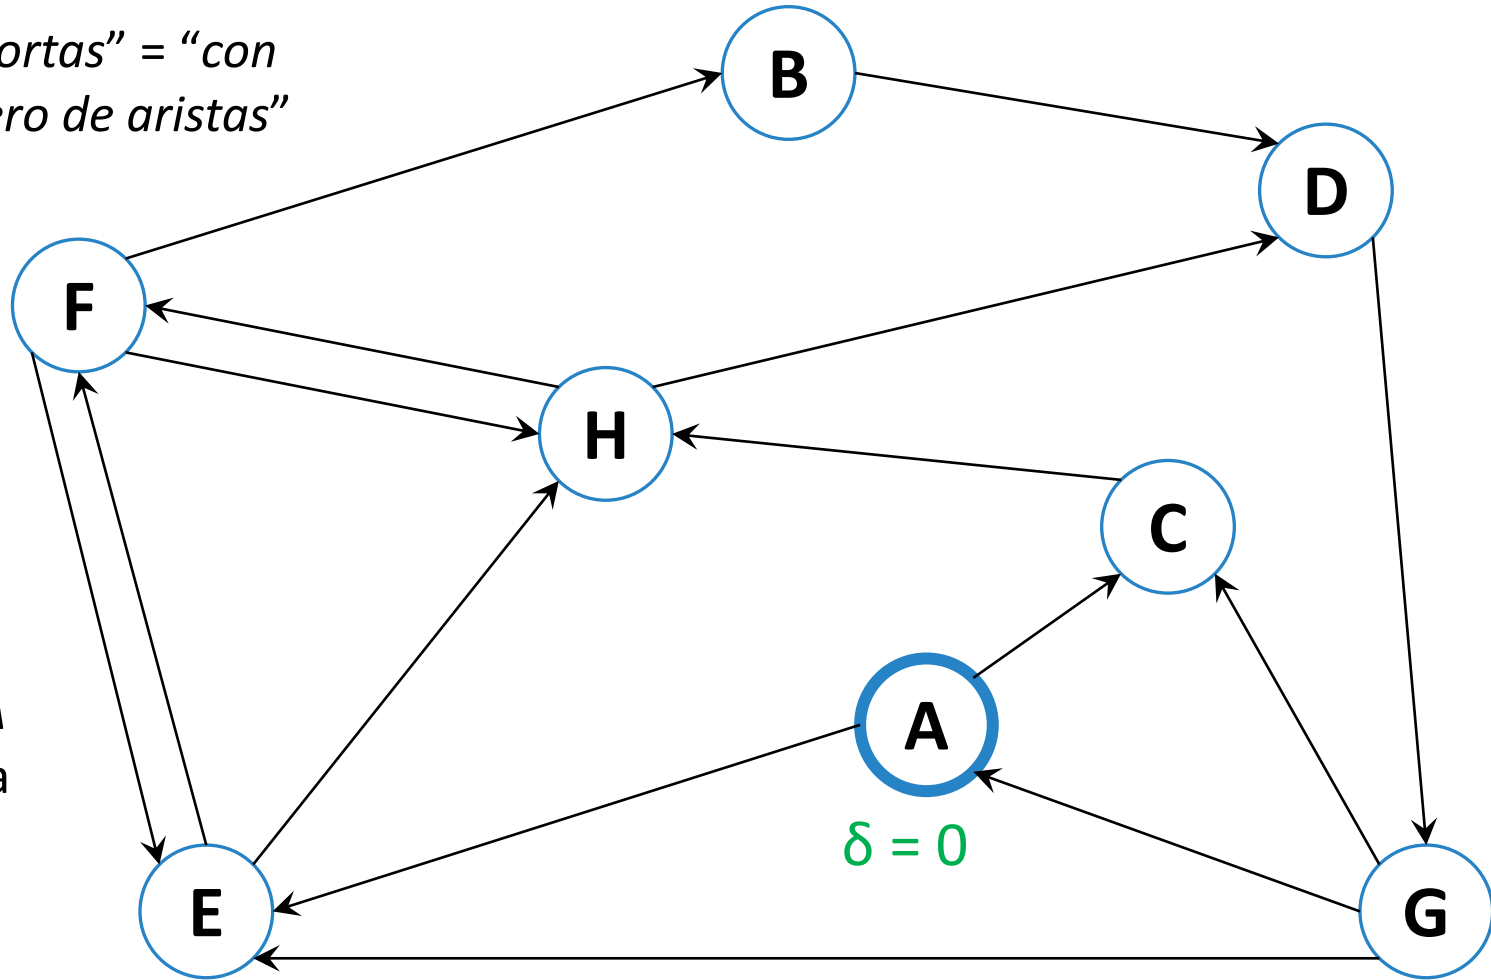 ortas” = “con
ero de aristas”
B
D
F
H
C
A
δ = 0
a
E
G